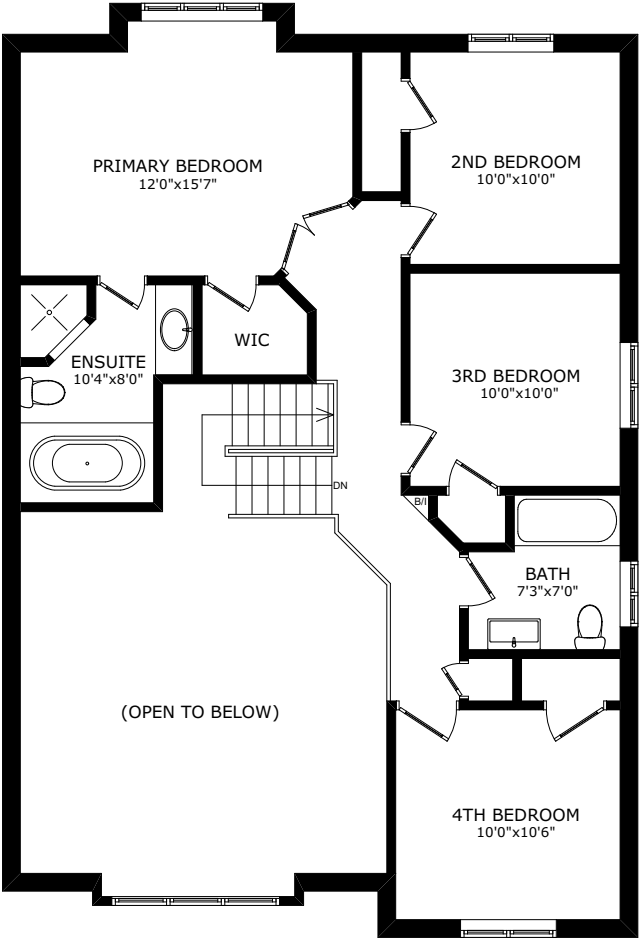 PRIMARY BEDROOM
12'0"x15'7"
2ND BEDROOM
10'0"x10'0"
WIC
ENSUITE
10'4"x8'0"
3RD BEDROOM
10'0"x10'0"
DN
B/I
BATH
7'3"x7'0"
(OPEN TO BELOW)
4TH BEDROOM
10'0"x10'6"